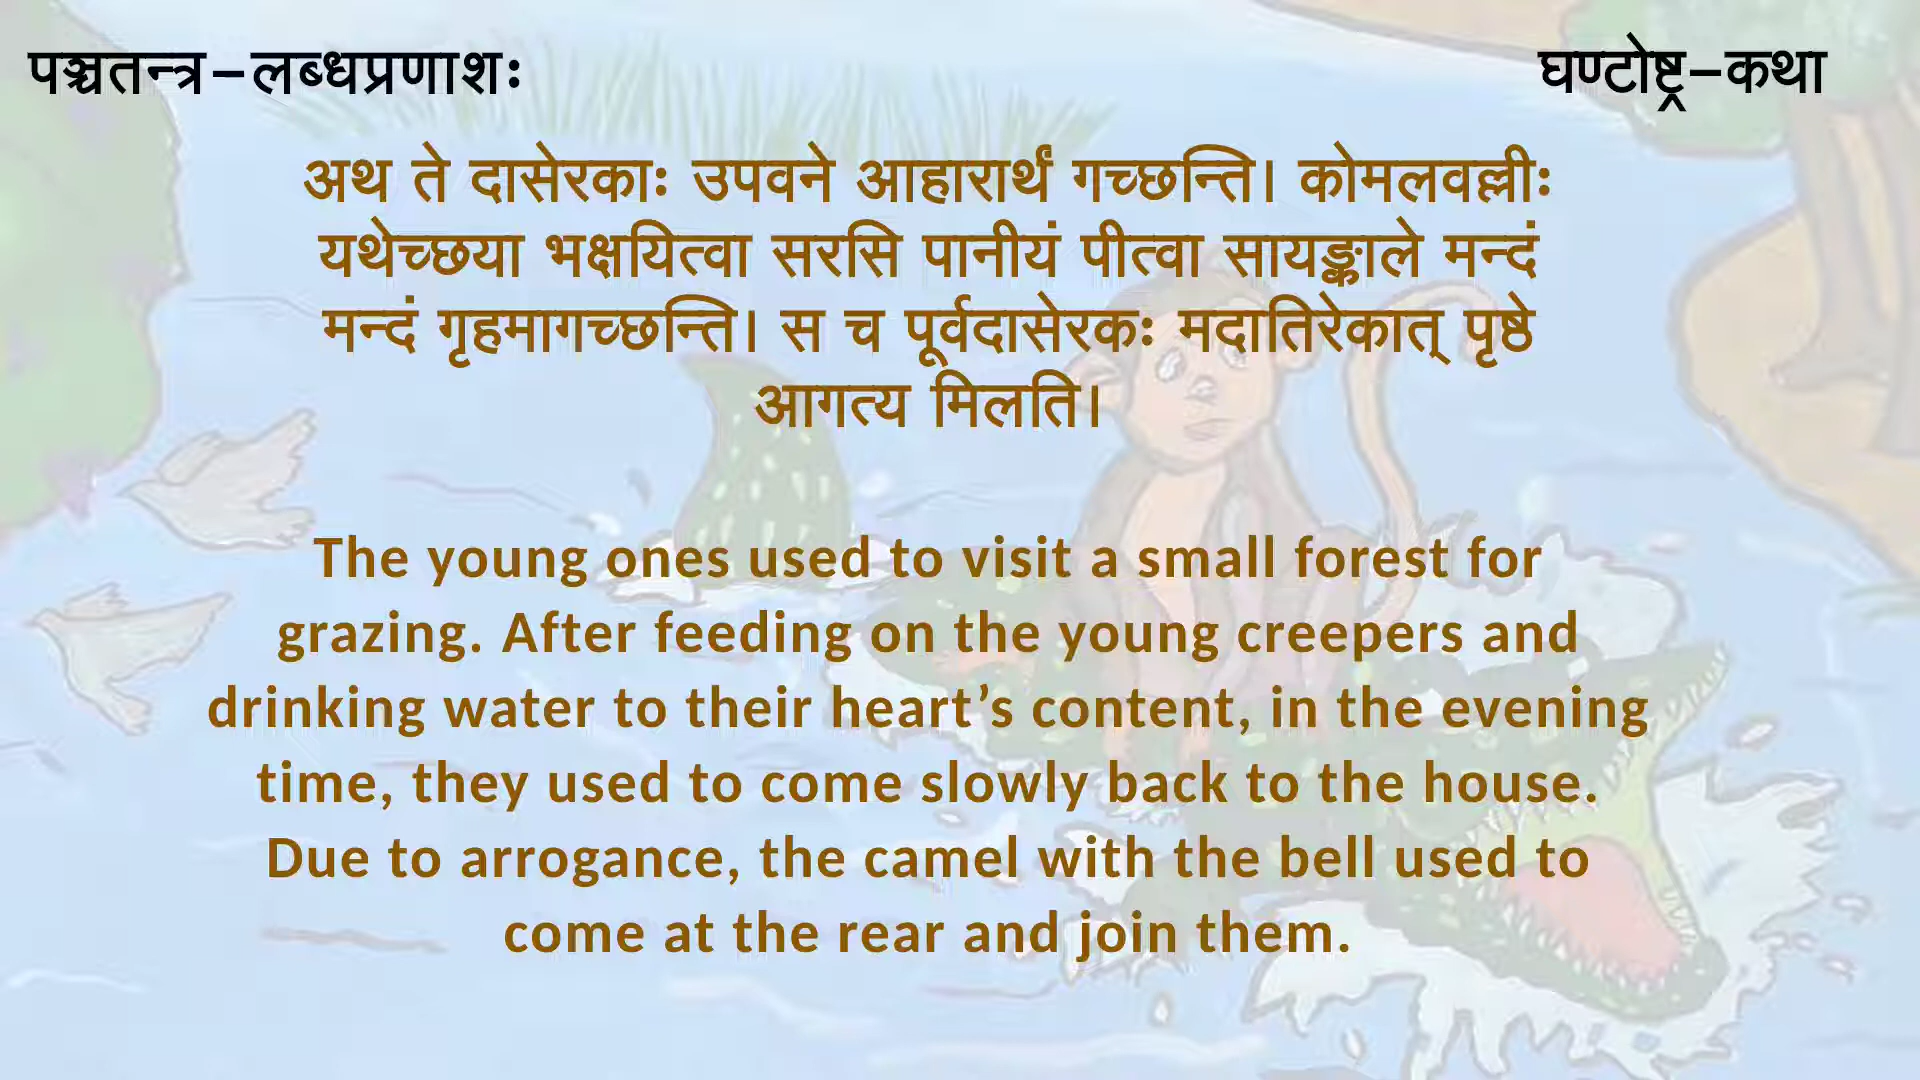 पञ्चतन्त्र–लब्धप्रणाशः
घण्टोष्ट्र–कथा
अथ ते दासेरकाः उपवने आहारार्थं गच्छन्ति। कोमलवल्लीः
यथेच्छया भक्षयित्वा सरसि पानीयं पीत्वा सायङ्काले मन्दं
मन्दं गृहमागच्छन्ति। स च पूर्वदासेरकः मदातिरेकात् पृष्ठे
आगत्य मिलति।
The young ones used to visit a small forest for
grazing. After feeding on the young creepers and
drinking water to their heart’s content, in the evening
time, they used to come slowly back to the house.
Due to arrogance, the camel with the bell used to
come at the rear and join them.